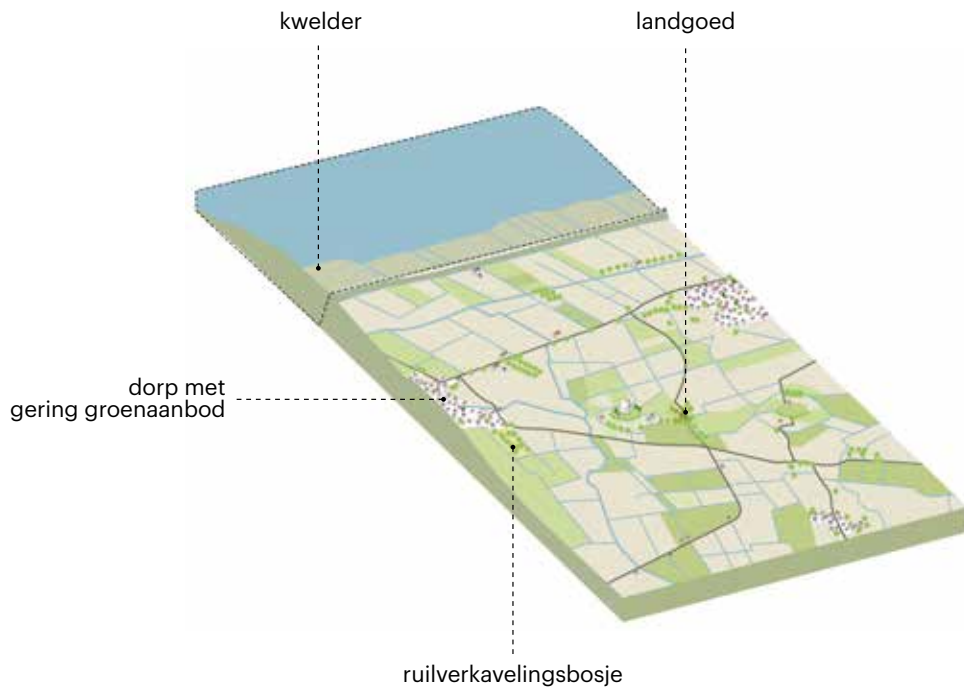 kwelder
landgoed
dorp met
gering groenaanbod
ruilverkavelingsbosje